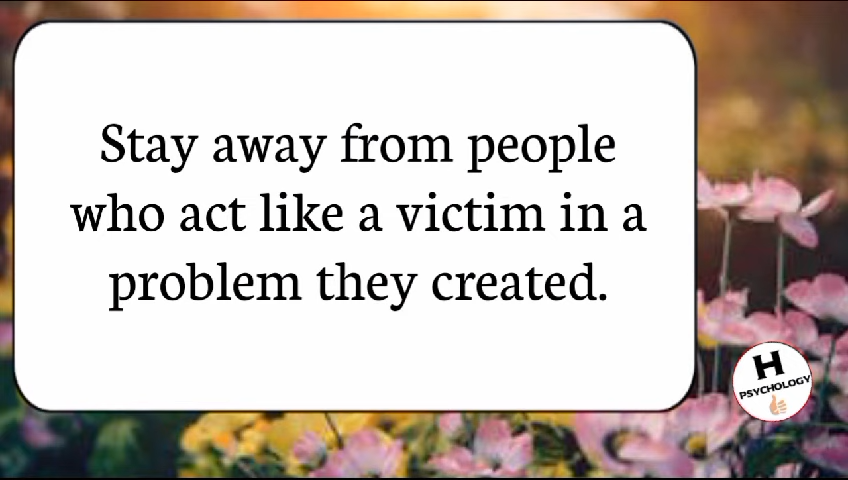 Stay away from people
who act like a victim in a
problem they created.
H
PSYCHOLOGY